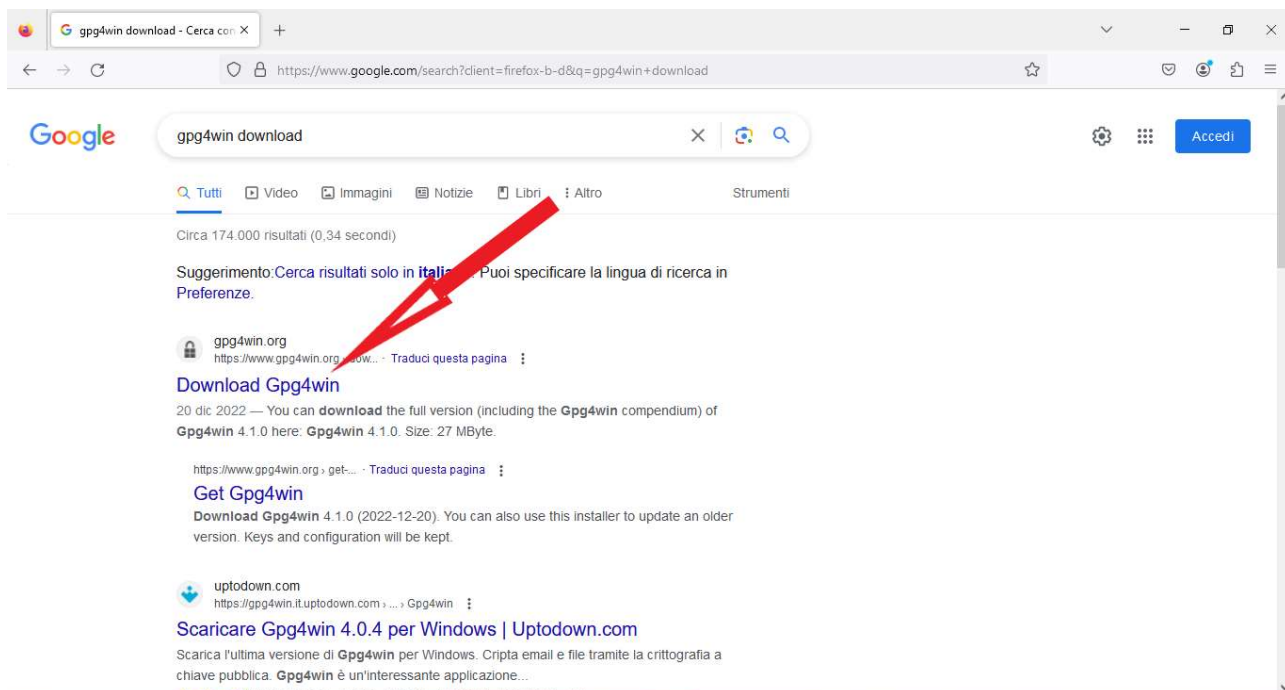 gpg4win download - Cerca con
https://www.google.com/search?client=firefox-b-d&q=gpg4win+download
Google
gpg4win download
Accedi
Tutti Video Immagini Notizie Libri Altro Strumenti
Circa 174.000 risultati (0,34 secondi)
Suggerimento:Cerca risultati solo in Puoi specificare la lingua di ricerca in
Preferenze.
gpg4win.org
https://www.gpg4win.org › ... · Traduci questa pagina
Download Gpg4win
20 dic 2022 — You can download the full version (including the Gpg4win compendium) of
Gpg4win 4.1.0 here: Gpg4win 4.1.0. Size: 27 MByte.
https://www.gpg4win.org › get-... · Traduci questa pagina
Get Gpg4win
Download Gpg4win 4.1.0 (2022-12-20). You can also use this installer to update an older
version. Keys and configuration will be kept.
uptodown.com
https://gpg4win.it.uptodown.com › ... › Gpg4win
Scaricare Gpg4win 4.0.4 per Windows | Uptodown.com
Scarica l'ultima versione di Gpg4win per Windows. Cripta email e file tramite la crittografia a
chiave pubblica. Gpg4win è un'interessante applicazione...